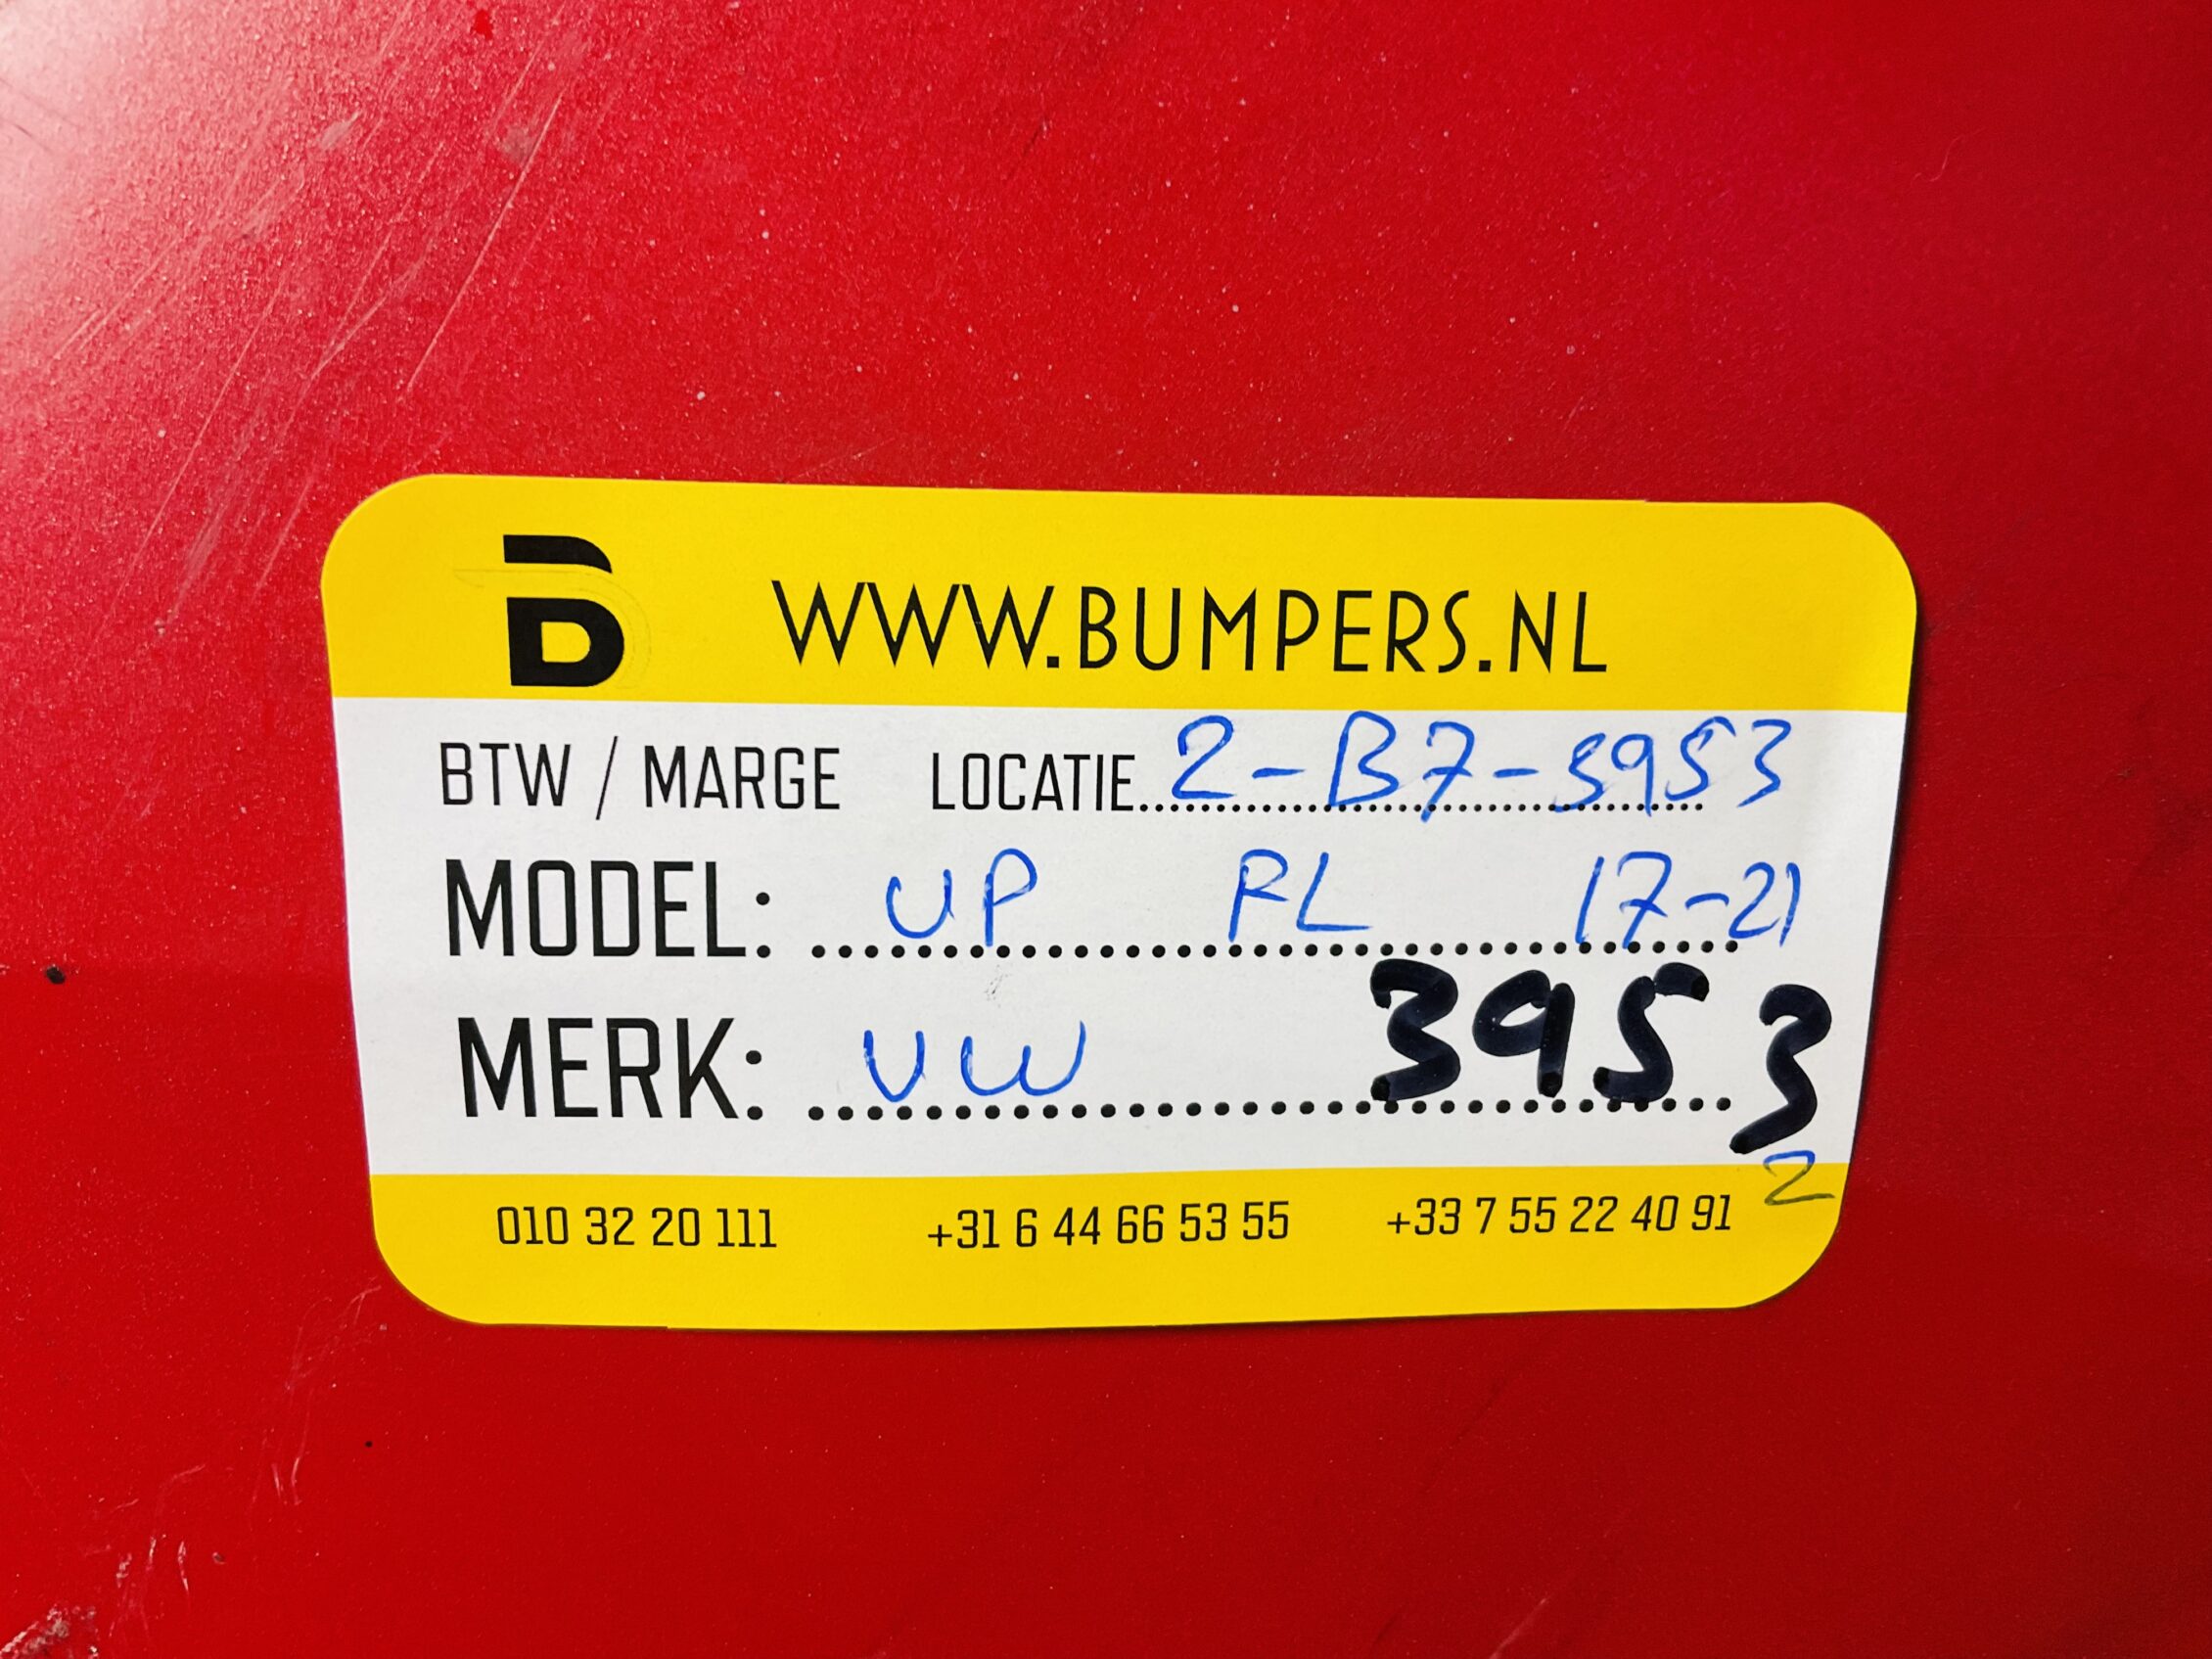 WWW.BUMPERS.NL
BTW / MARGE LOCATIE 2-B7-3953
MODEL: UP FL 17-21
MERK: VW 3953
2
010 32 20 111 +31 6 44 66 53 55 +33 7 55 22 40 91